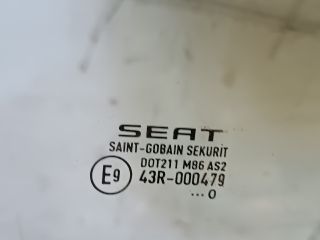 SEAT
SAINT-GOBAIN SEKURIT
DOT211 M86 AS2
E9 43R-000479
...0